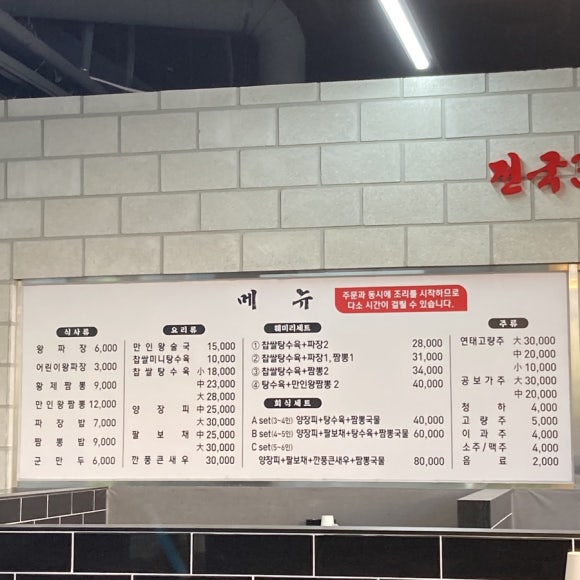 전국
메뉴
주문과 동시에 조리를 시작하므로
다소 시간이 걸릴 수 있습니다.
식사류
왕짜장 6,000
어린이왕짜장 3,000
황제짬뽕 9,000
만인왕짬뽕 12,000
짜장밥 7,000
짬뽕밥 9,000
군만두 6,000
요리류
만인왕술국 15,000
찹쌀미니탕수육 10,000
찹쌀탕수육 小 18,000
中 23,000
大 28,000
양장피 中 25,000
大 30,000
팔보채 中 25,000
大 30,000
깐풍큰새우 30,000
훼미리세트
① 찹쌀탕수육+짜장2 28,000
② 찹쌀탕수육+짜장1, 짬뽕1 31,000
③ 찹쌀탕수육+짬뽕2 34,000
④ 탕수육+만인왕짬뽕 2 40,000
회식세트
A set(3~4인) 양장피+탕수육+짬뽕국물 40,000
B set(4~5인) 양장피+팔보채+탕수육+짬뽕국물 60,000
C set(5~6인)
양장피+팔보채+깐풍큰새우+짬뽕국물 80,000
주류
연태고량주 大 30,000
中 20,000
小 10,000
공보가주 大 30,000
中 20,000
청하 4,000
고량주 5,000
이과주 4,000
소주/맥주 4,000
음료 2,000